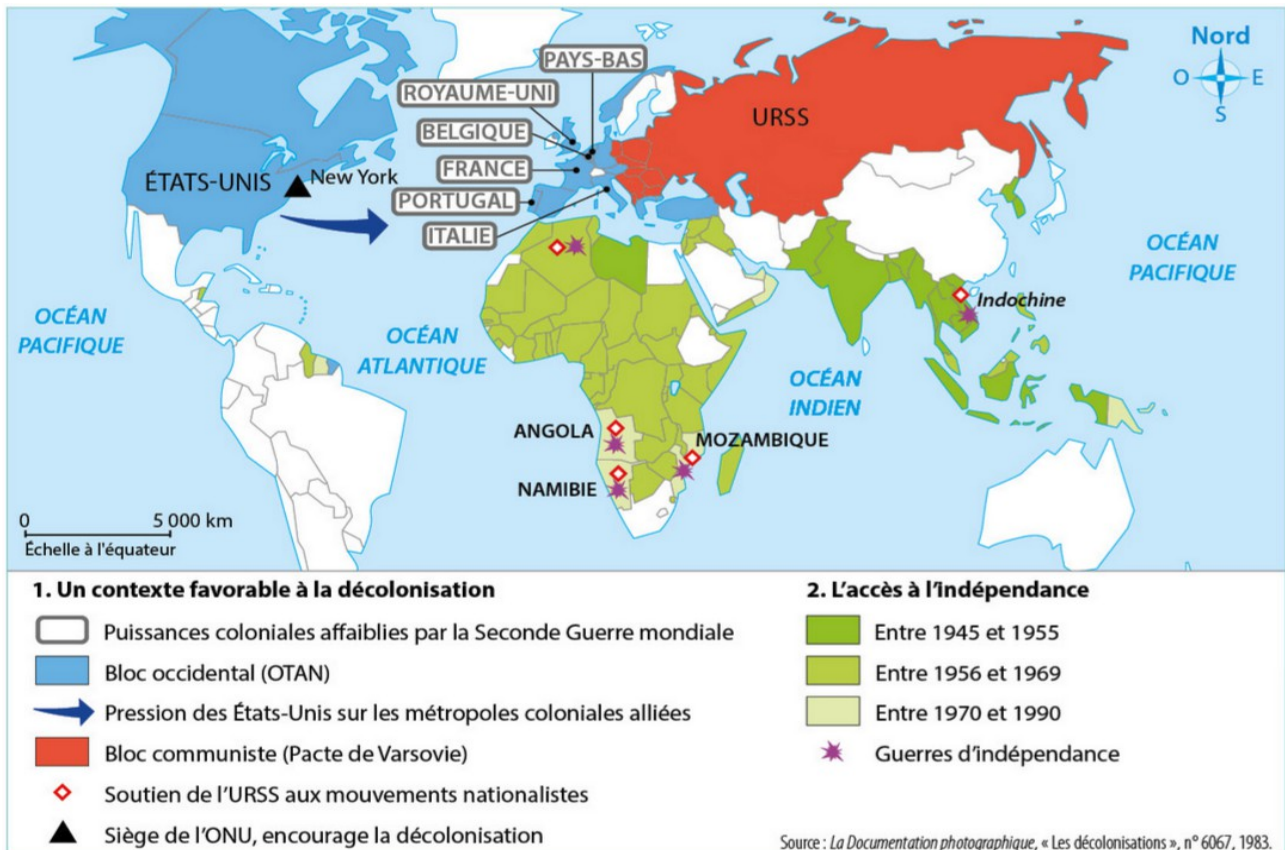 PAYS-BAS
ROYAUME-UNI
BELGIQUE
FRANCE
PORTUGAL
ITALIE
ÉTATS-UNIS
New York
URSS
Nord
O
E
S
OCÉAN
PACIFIQUE
OCÉAN
ATLANTIQUE
OCÉAN
INDIEN
OCÉAN
PACIFIQUE
Indochine
ANGOLA
MOZAMBIQUE
NAMIBIE
0
5 000 km
Échelle à l'équateur
1. Un contexte favorable à la décolonisation
Puissances coloniales affaiblies par la Seconde Guerre mondiale
Bloc occidental (OTAN)
Pression des États-Unis sur les métropoles coloniales alliées
Bloc communiste (Pacte de Varsovie)
Soutien de l'URSS aux mouvements nationalistes
Siège de l'ONU, encourage la décolonisation
2. L'accès à l'indépendance
Entre 1945 et 1955
Entre 1956 et 1969
Entre 1970 et 1990
Guerres d'indépendance
Source : La Documentation photographique, « Les décolonisations », n° 6067, 1983.